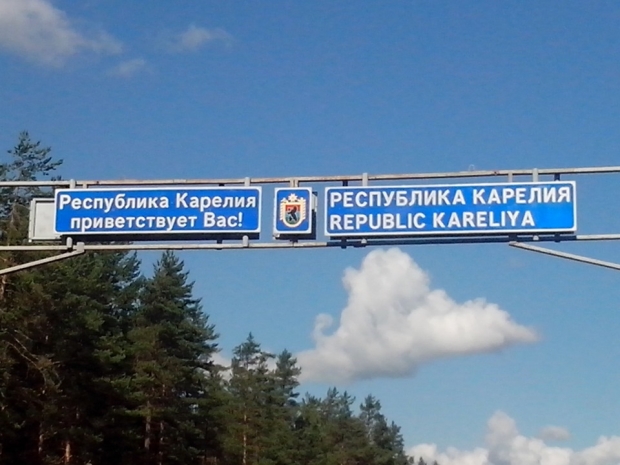 Республика Карелия
приветствует Вас!
РЕСПУБЛИКА КАРЕЛИЯ
REPUBLIC KARELIYA